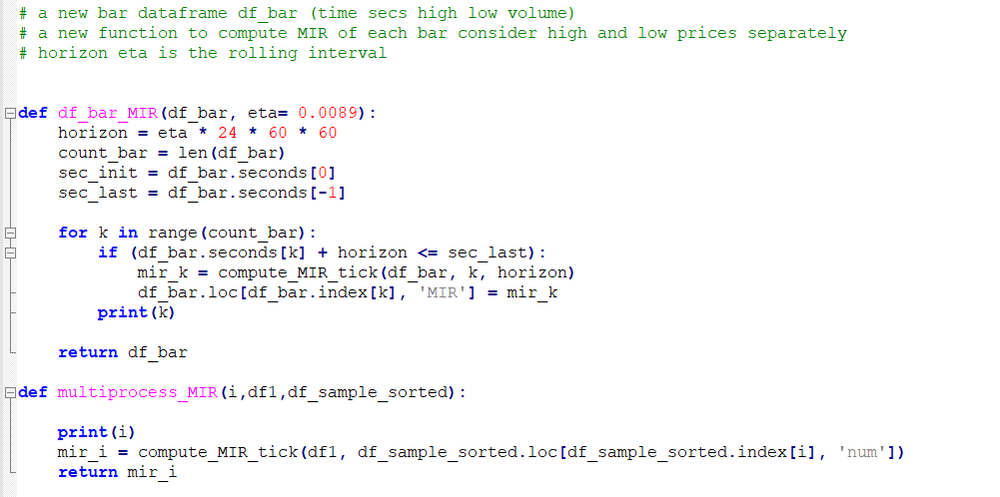 # a new bar dataframe df_bar (time secs high low volume)
# a new function to compute MIR of each bar consider high and low prices separately
# horizon eta is the rolling interval
def df_bar_MIR(df_bar, eta= 0.0089):
    horizon = eta * 24 * 60 * 60
    count_bar = len(df_bar)
    sec_init = df_bar.seconds[0]
    sec_last = df_bar.seconds[-1]
    for k in range(count_bar):
        if (df_bar.seconds[k] + horizon <= sec_last):
            mir_k = compute_MIR_tick(df_bar, k, horizon)
            df_bar.loc[df_bar.index[k], 'MIR'] = mir_k
        print(k)
    return df_bar
def multiprocess_MIR(i,df1,df_sample_sorted):
    print(i)
    mir_i = compute_MIR_tick(df1, df_sample_sorted.loc[df_sample_sorted.index[i], 'num'])
    return mir_i